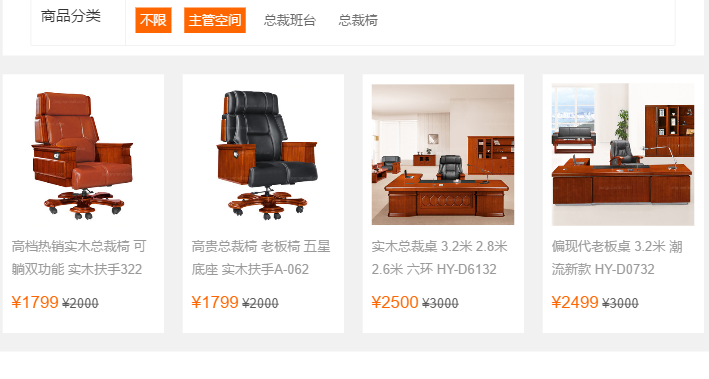 商品分类 不限 主管空间 总裁班台 总裁椅
高档热销实木总裁椅 可
躺双功能 实木扶手322
¥1799 ¥2000
高贵总裁椅 老板椅 五星
底座 实木扶手A-062
¥1799 ¥2000
实木总裁桌 3.2米 2.8米
2.6米 六环 HY-D6132
¥2500 ¥3000
偏现代老板桌 3.2米 潮
流新款 HY-D0732
¥2499 ¥3000